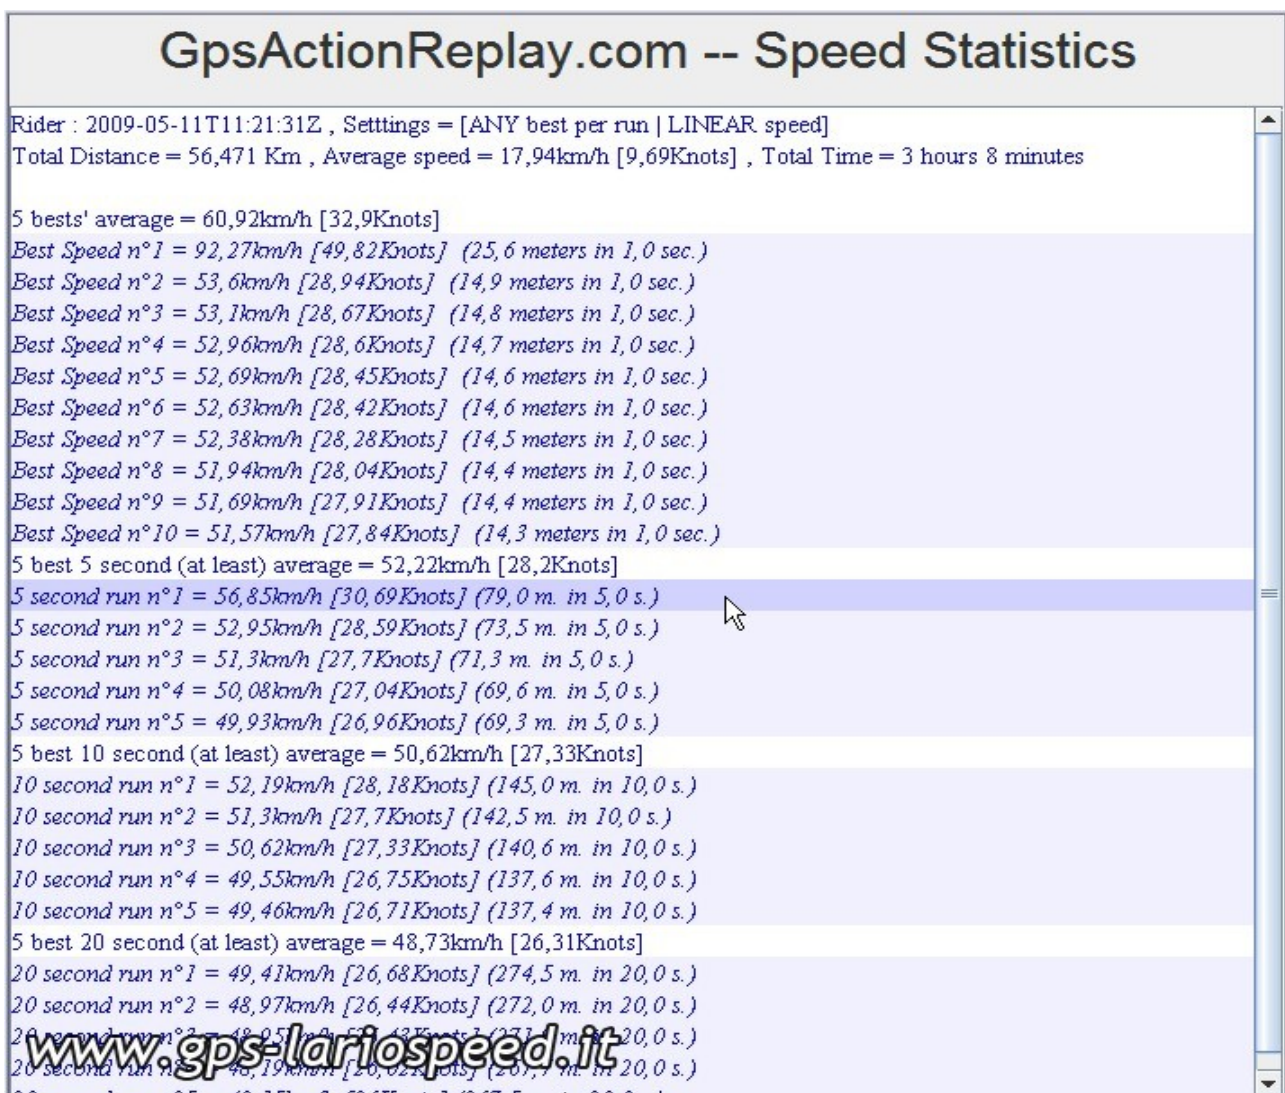 GpsActionReplay.com -- Speed Statistics
Rider : 2009-05-11T11:21:31Z , Setttings = [ANY best per run | LINEAR speed]
Total Distance = 56,471 Km , Average speed = 17,94km/h [9,69Knots] , Total Time = 3 hours 8 minutes
5 bests' average = 60,92km/h [32,9Knots]
Best Speed n°1 = 92,27km/h [49,82Knots] (25,6 meters in 1,0 sec.)
Best Speed n°2 = 53,6km/h [28,94Knots] (14,9 meters in 1,0 sec.)
Best Speed n°3 = 53,1km/h [28,67Knots] (14,8 meters in 1,0 sec.)
Best Speed n°4 = 52,96km/h [28,6Knots] (14,7 meters in 1,0 sec.)
Best Speed n°5 = 52,69km/h [28,45Knots] (14,6 meters in 1,0 sec.)
Best Speed n°6 = 52,63km/h [28,42Knots] (14,6 meters in 1,0 sec.)
Best Speed n°7 = 52,38km/h [28,28Knots] (14,5 meters in 1,0 sec.)
Best Speed n°8 = 51,94km/h [28,04Knots] (14,4 meters in 1,0 sec.)
Best Speed n°9 = 51,69km/h [27,91Knots] (14,4 meters in 1,0 sec.)
Best Speed n°10 = 51,57km/h [27,84Knots] (14,3 meters in 1,0 sec.)
5 best 5 second (at least) average = 52,22km/h [28,2Knots]
5 second run n°1 = 56,85km/h [30,69Knots] (79,0 m. in 5,0 s.)
5 second run n°2 = 52,95km/h [28,59Knots] (73,5 m. in 5,0 s.)
5 second run n°3 = 51,3km/h [27,7Knots] (71,3 m. in 5,0 s.)
5 second run n°4 = 50,08km/h [27,04Knots] (69,6 m. in 5,0 s.)
5 second run n°5 = 49,93km/h [26,96Knots] (69,3 m. in 5,0 s.)
5 best 10 second (at least) average = 50,62km/h [27,33Knots]
10 second run n°1 = 52,19km/h [28,18Knots] (145,0 m. in 10,0 s.)
10 second run n°2 = 51,3km/h [27,7Knots] (142,5 m. in 10,0 s.)
10 second run n°3 = 50,62km/h [27,33Knots] (140,6 m. in 10,0 s.)
10 second run n°4 = 49,55km/h [26,75Knots] (137,6 m. in 10,0 s.)
10 second run n°5 = 49,46km/h [26,71Knots] (137,4 m. in 10,0 s.)
5 best 20 second (at least) average = 48,73km/h [26,31Knots]
20 second run n°1 = 49,41km/h [26,68Knots] (274,5 m. in 20,0 s.)
20 second run n°2 = 48,97km/h [26,44Knots] (272,0 m. in 20,0 s.)
20,0 s.)
www.gps-lariospeed.it
20 second run in 20,0 s.)